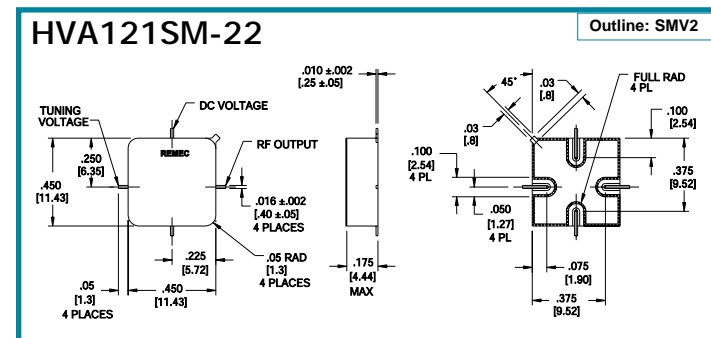 HVA121SM-22
Outline: SMV2
.010 ±.002
[.25 ±.05]
TUNING
VOLTAGE
DC VOLTAGE
REMEC
RF OUTPUT
.250
[6.35]
.450
[11.43]
.016 ±.002
[.40 ±.05]
4 PLACES
.225
[5.72]
.05 RAD
[1.3]
4 PLACES
.05
[1.3]
4 PLACES
.450
[11.43]
.175
[4.44]
MAX
45°
.03
[.8]
FULL RAD
4 PL
.03
[.8]
.100
[2.54]
.100
[2.54]
4 PL
.375
[9.52]
.050
[1.27]
4 PL
.075
[1.90]
.375
[9.52]